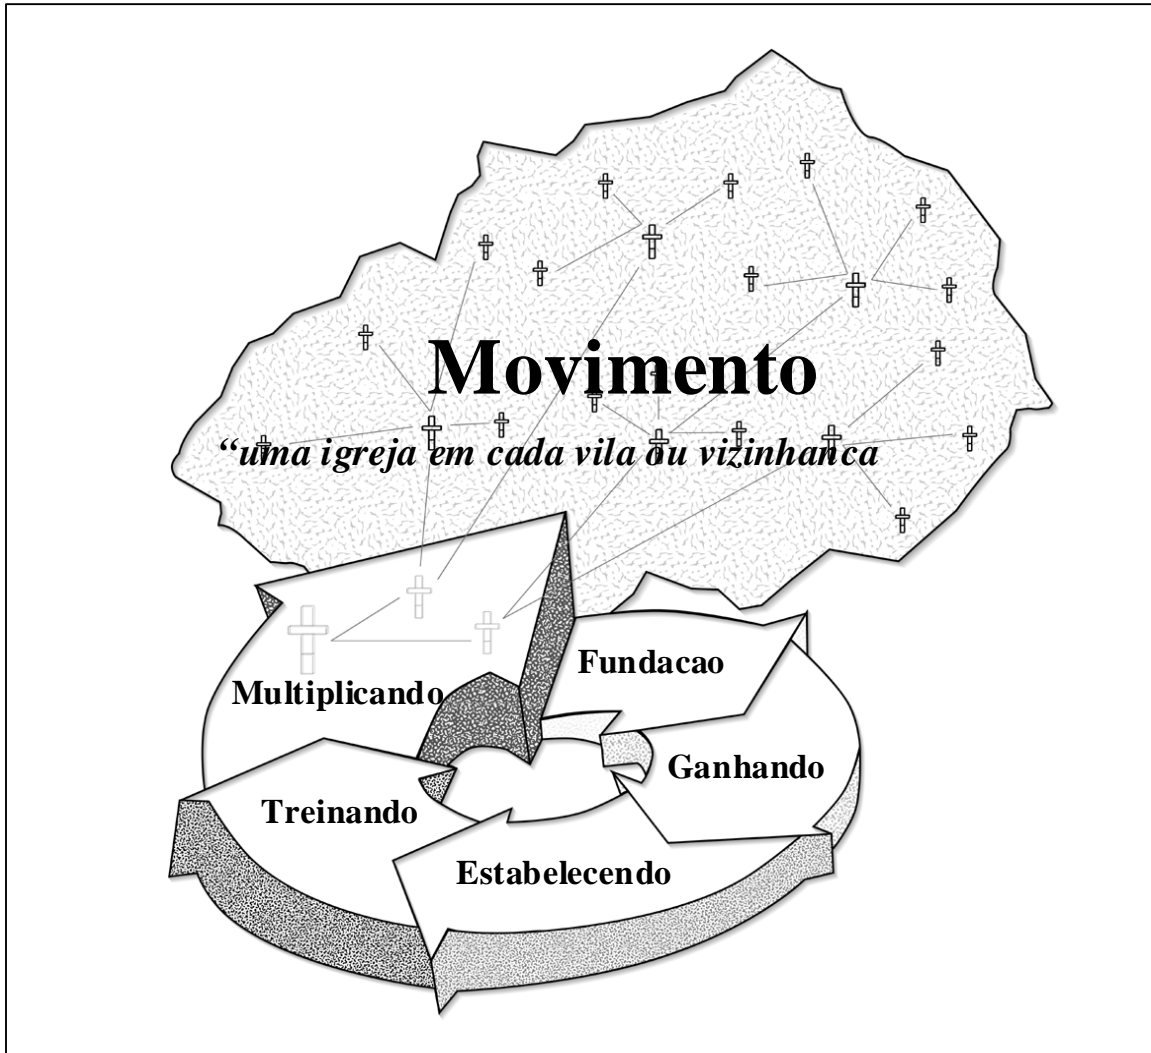 Movimento
“uma igreja em cada vila ou vizinhanca
Fundacao
Multiplicando
Ganhando
Treinando
Estabelecendo